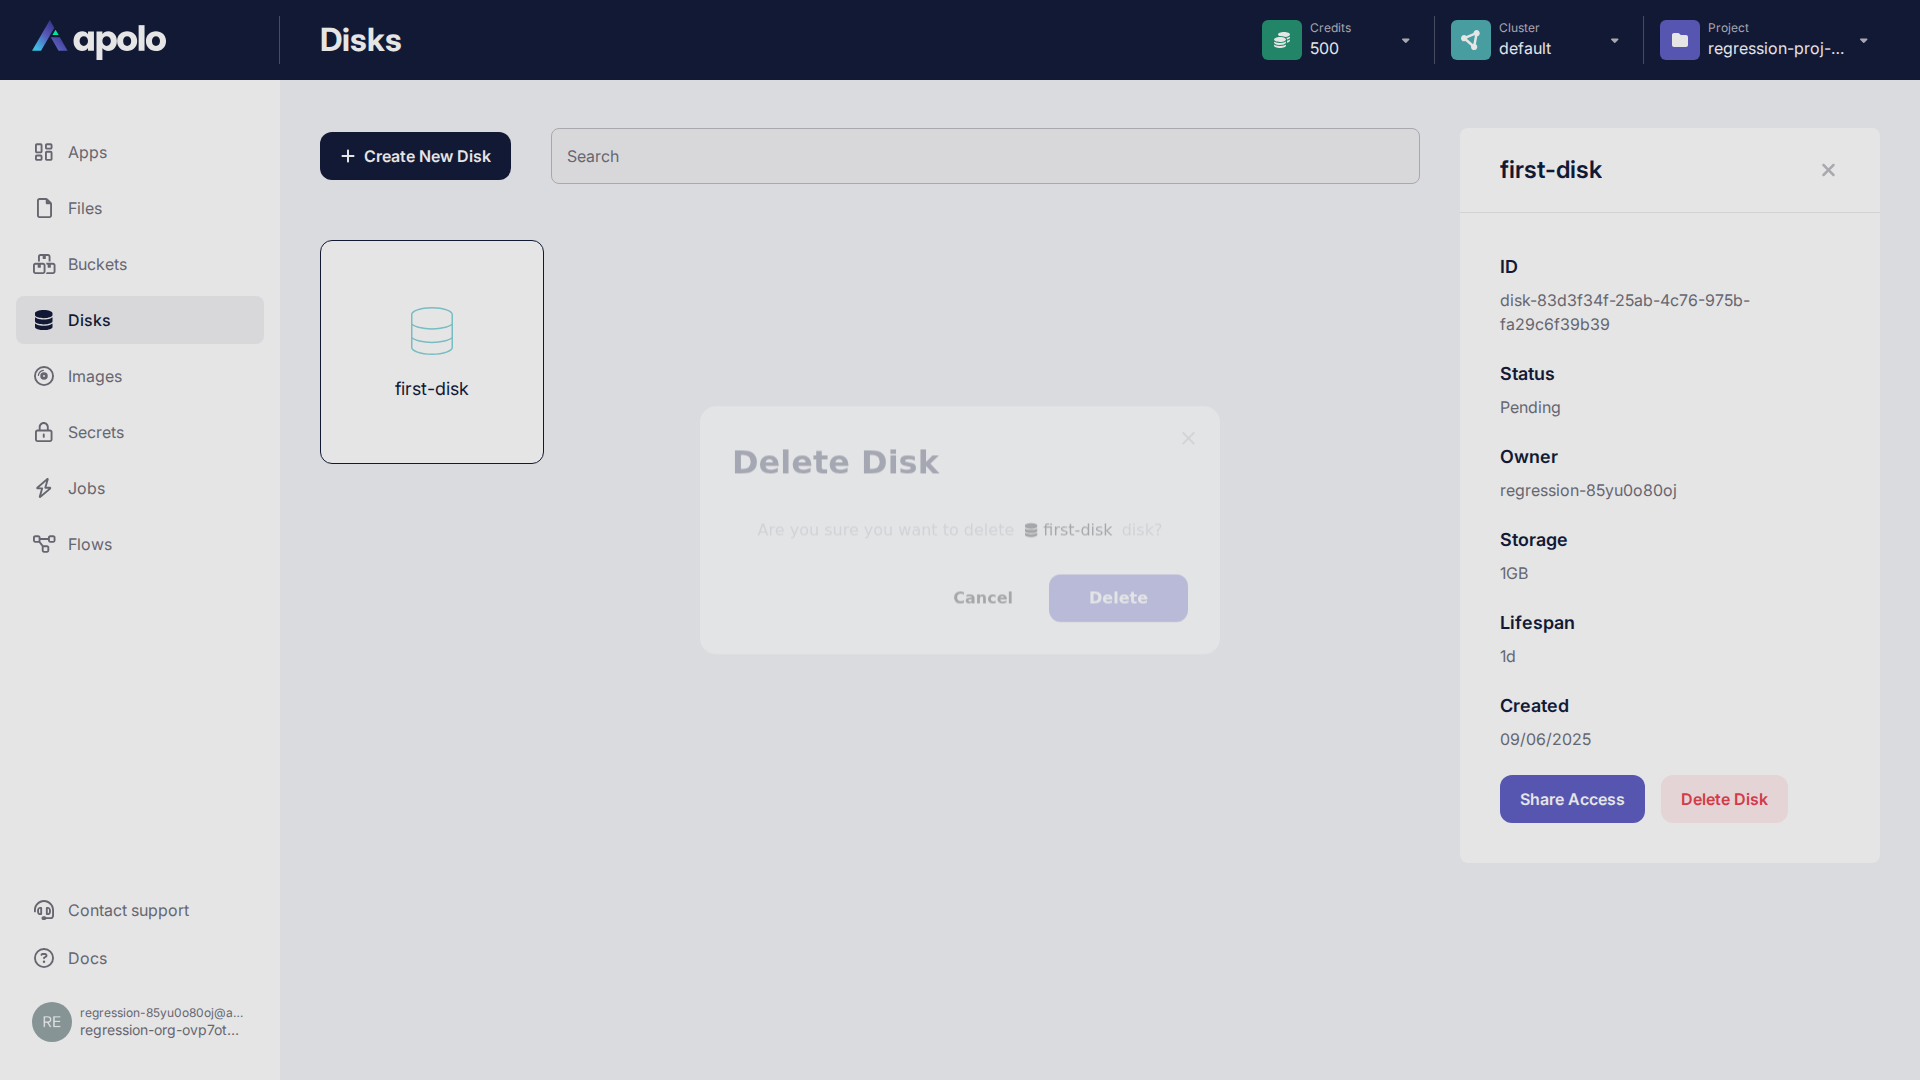 apolo
Disks
Credits
500
Cluster
default
Project
regression-proj-...
Apps
Files
Buckets
Disks
Images
Secrets
Jobs
Flows
Contact support
Docs
RE
regression-85yu0o80oj@a...
regression-org-ovp7ot...
Create New Disk
Search
first-disk
Delete Disk
Are you sure you want to delete first-disk disk?
Cancel
Delete
first-disk
ID
disk-83d3f34f-25ab-4c76-975b-
fa29c6f39b39
Status
Pending
Owner
regression-85yu0o80oj
Storage
1GB
Lifespan
1d
Created
09/06/2025
Share Access
Delete Disk